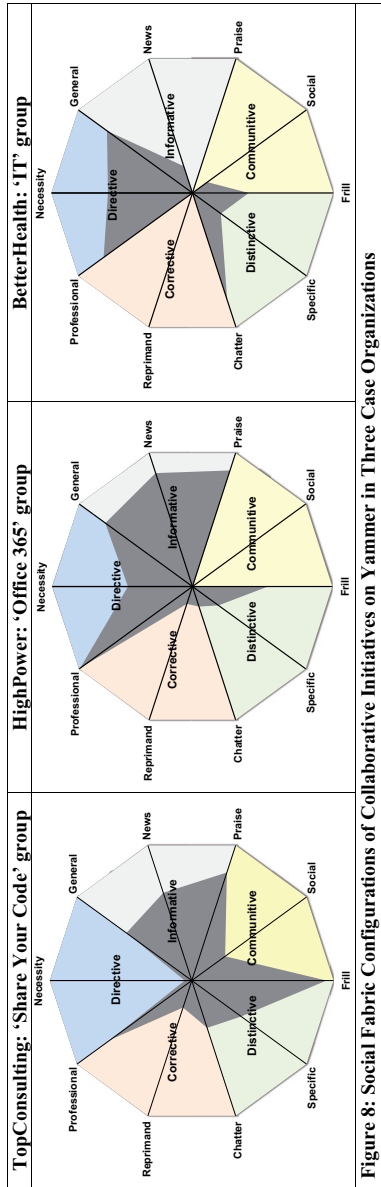 TopConsulting: 'Share Your Code' group
Necessity
General
News
Praise
Social
Frill
Specific
Chatter
Reprimand
Professional
Directive
Informative
Communitive
Distinctive
Corrective
HighPower: 'Office 365' group
Necessity
General
News
Praise
Social
Frill
Specific
Chatter
Reprimand
Professional
Directive
Informative
Communitive
Distinctive
Corrective
BetterHealth: 'IT' group
Necessity
General
News
Praise
Social
Frill
Specific
Chatter
Reprimand
Professional
Directive
Informative
Communitive
Distinctive
Corrective
Figure 8: Social Fabric Configurations of Collaborative Initiatives on Yammer in Three Case Organizations